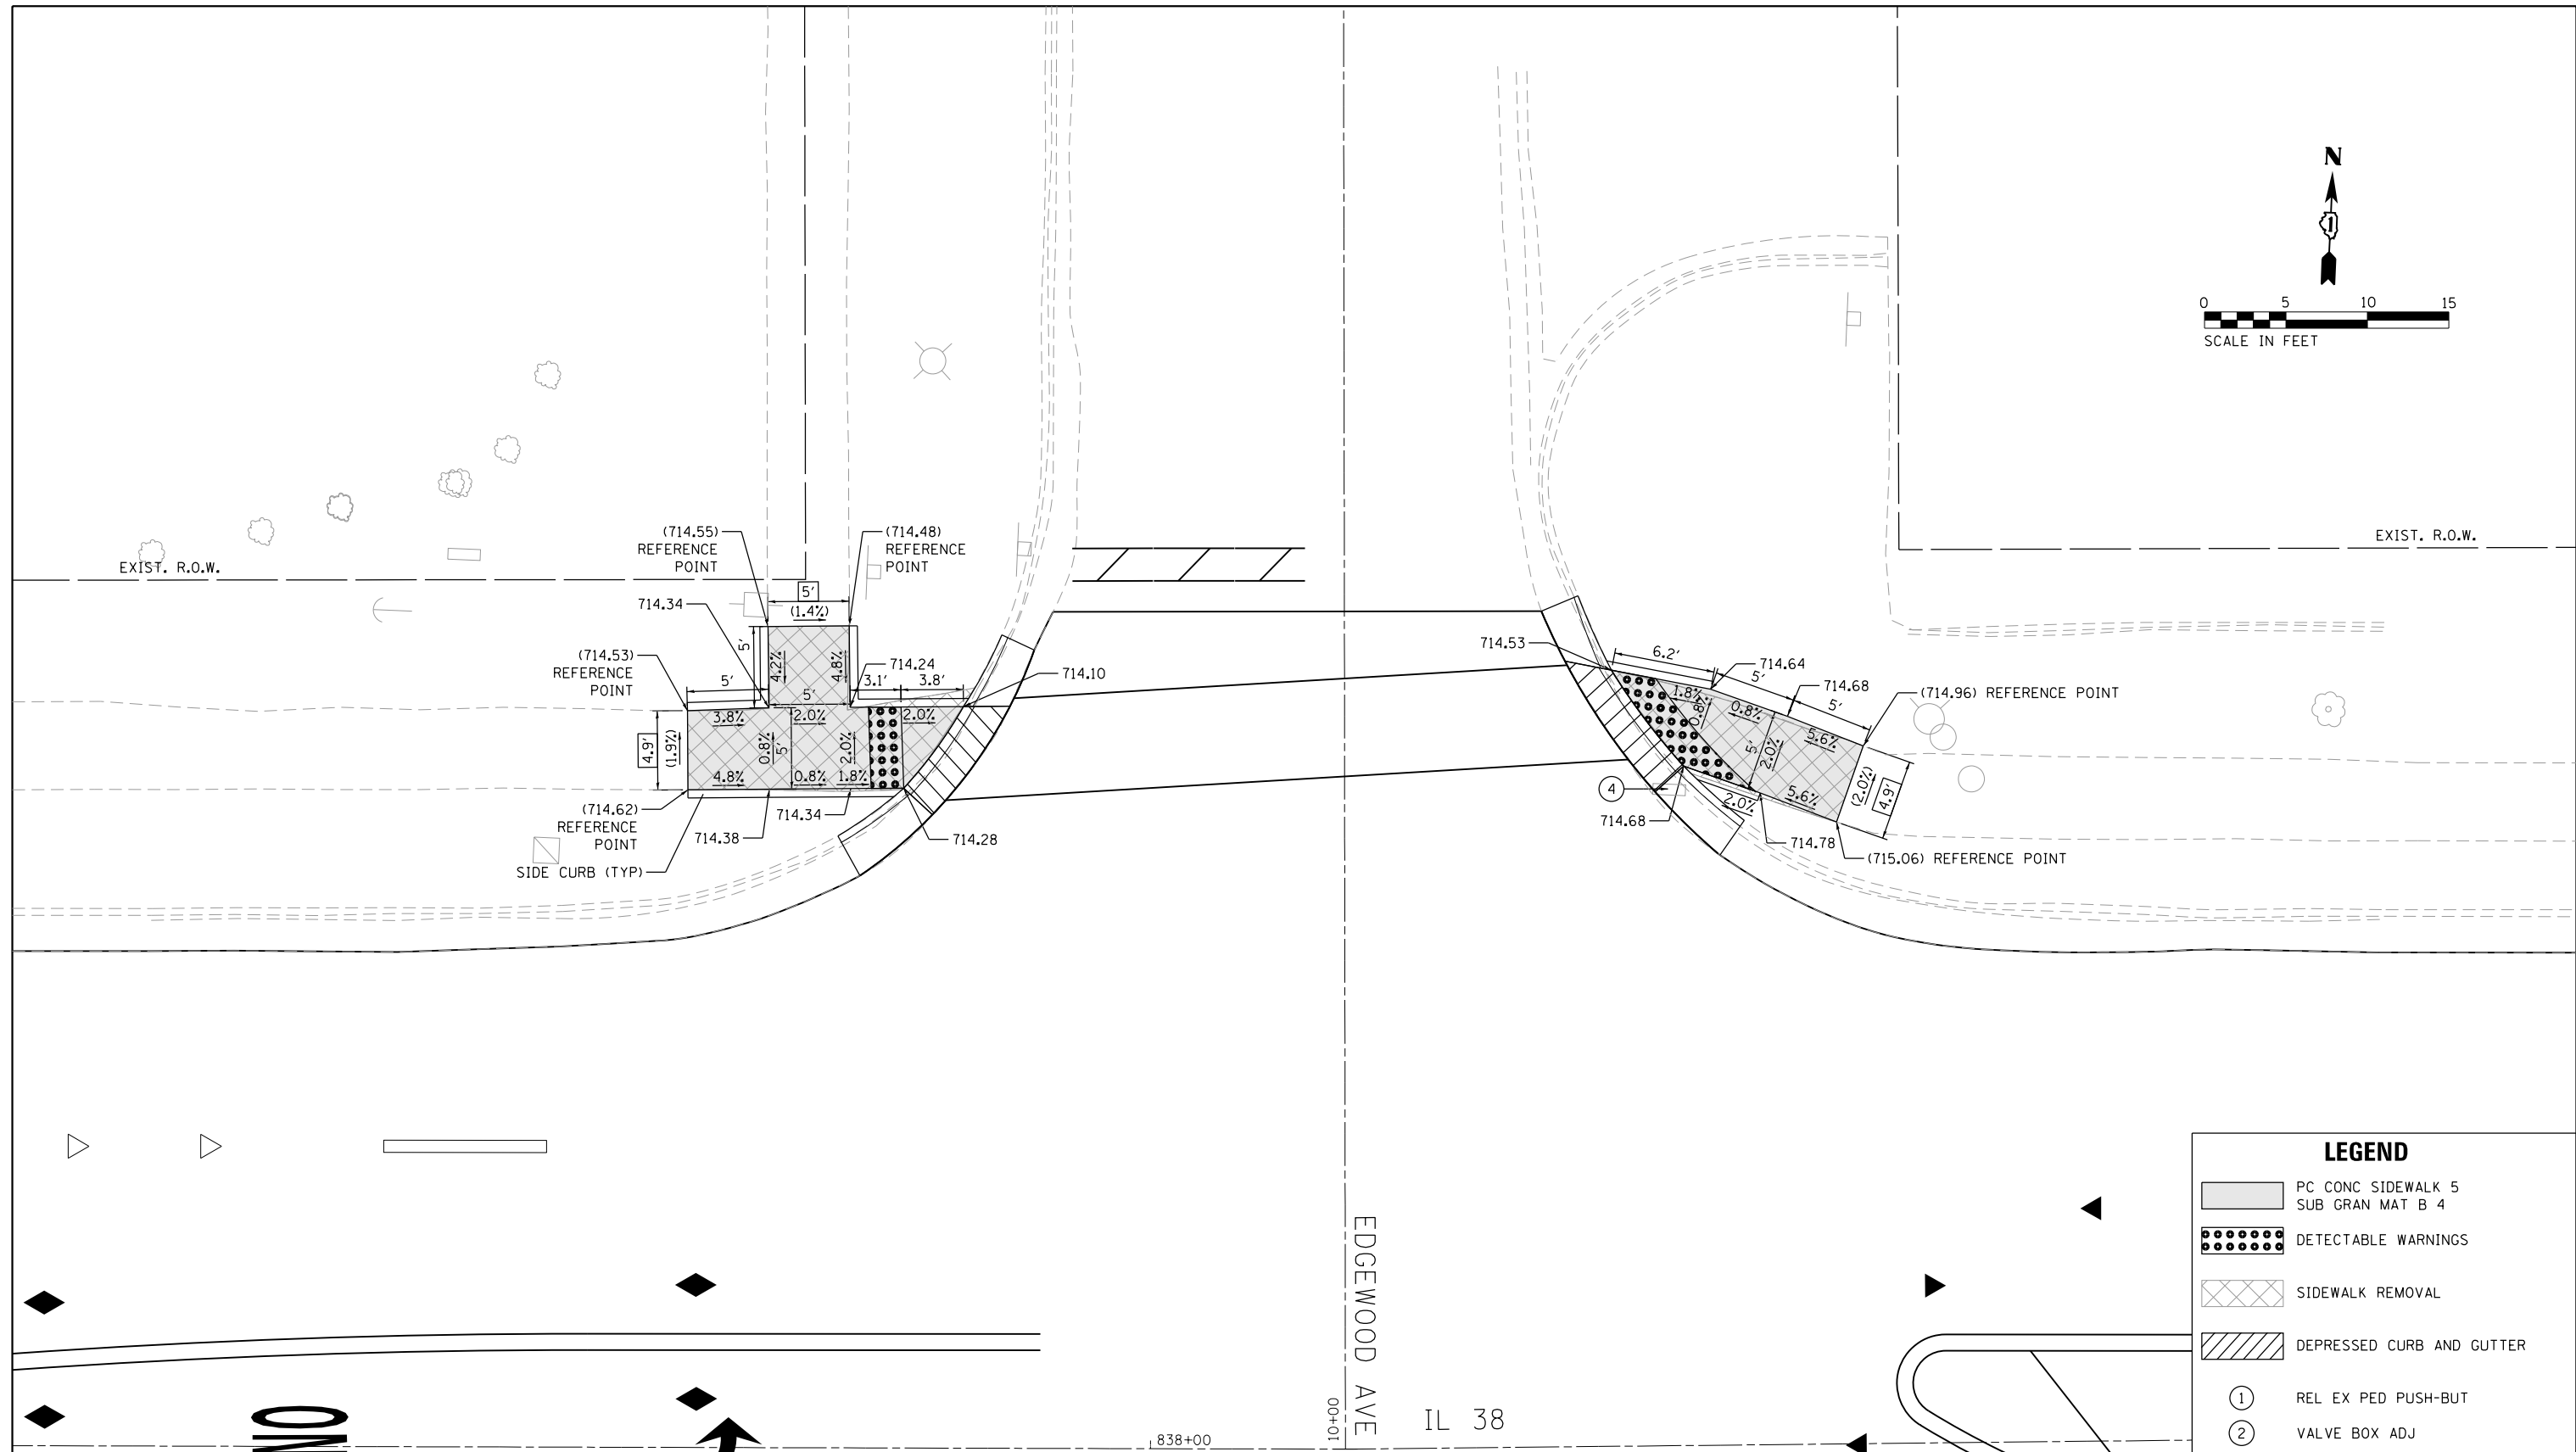 N
1
0 5 10 15
SCALE IN FEET
EXIST. R.O.W.
EXIST. R.O.W.
(714.55)
REFERENCE
POINT
(714.48)
REFERENCE
POINT
5'
(1.4%)
714.34
5'
4.2%
4.8%
(714.53)
REFERENCE
POINT
714.24
714.10
5'
5'
3.1'
3.8'
3.8%
2.0%
2.0%
4.9'
(1.9%)
0.8%
5'
2.0%
4.8%
0.8%
1.8%
(714.62)
REFERENCE
POINT
714.38
714.34
714.28
SIDE CURB (TYP)
714.53
6.2'
714.64
5'
714.68
5'
(714.96) REFERENCE POINT
1.8%
0.8%
0.8%
5.6%
5'
2.0%
(2.0%)
4.9'
5.6%
2.0%
4
714.68
714.78
(715.06) REFERENCE POINT
EDGEWOOD AVE
10+00
IL 38
838+00
LEGEND
PC CONC SIDEWALK 5
SUB GRAN MAT B 4
DETECTABLE WARNINGS
SIDEWALK REMOVAL
DEPRESSED CURB AND GUTTER
1 REL EX PED PUSH-BUT
2 VALVE BOX ADJ